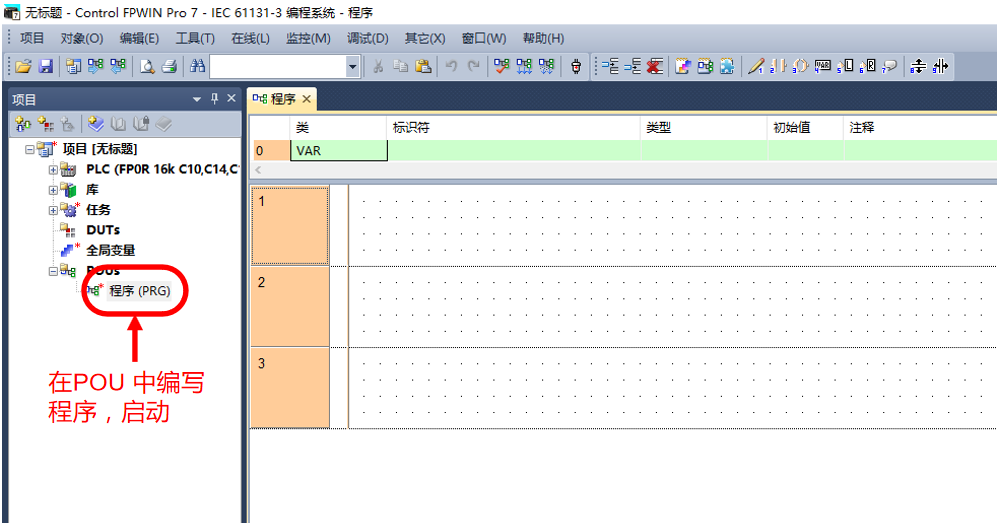 无标题 - Control FPWIN Pro 7 - IEC 61131-3 编程系统 - 程序
项目 对象(O) 编辑(E) 工具(T) 在线(L) 监控(M) 调试(D) 其它(X) 窗口(W) 帮助(H)
项目
程序
类 标识符 类型 初始值 注释
0 VAR
项目 [无标题]
PLC (FP0R 16k C10,C14,C
库
任务
DUTs
全局变量
POUs
程序 (PRG)
1
2
3
在POU 中编写
程序，启动